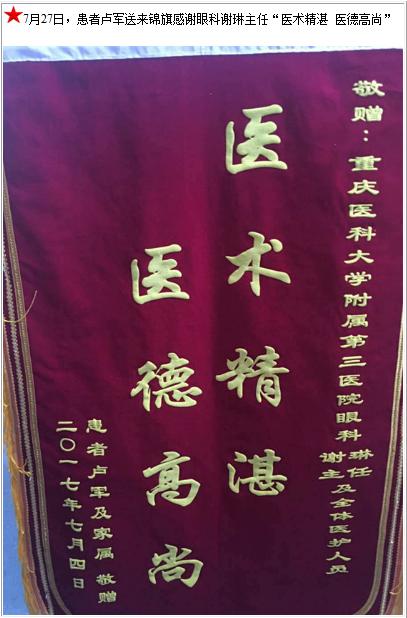 ★7月27日，患者卢军送来锦旗感谢眼科谢琳主任“医术精湛 医德高尚”
敬赠：重庆医科大学附属第三医院眼科谢琳主任及全体医护人员
医术精湛
医德高尚
患者卢军及家属 敬赠
二〇一七年七月四日